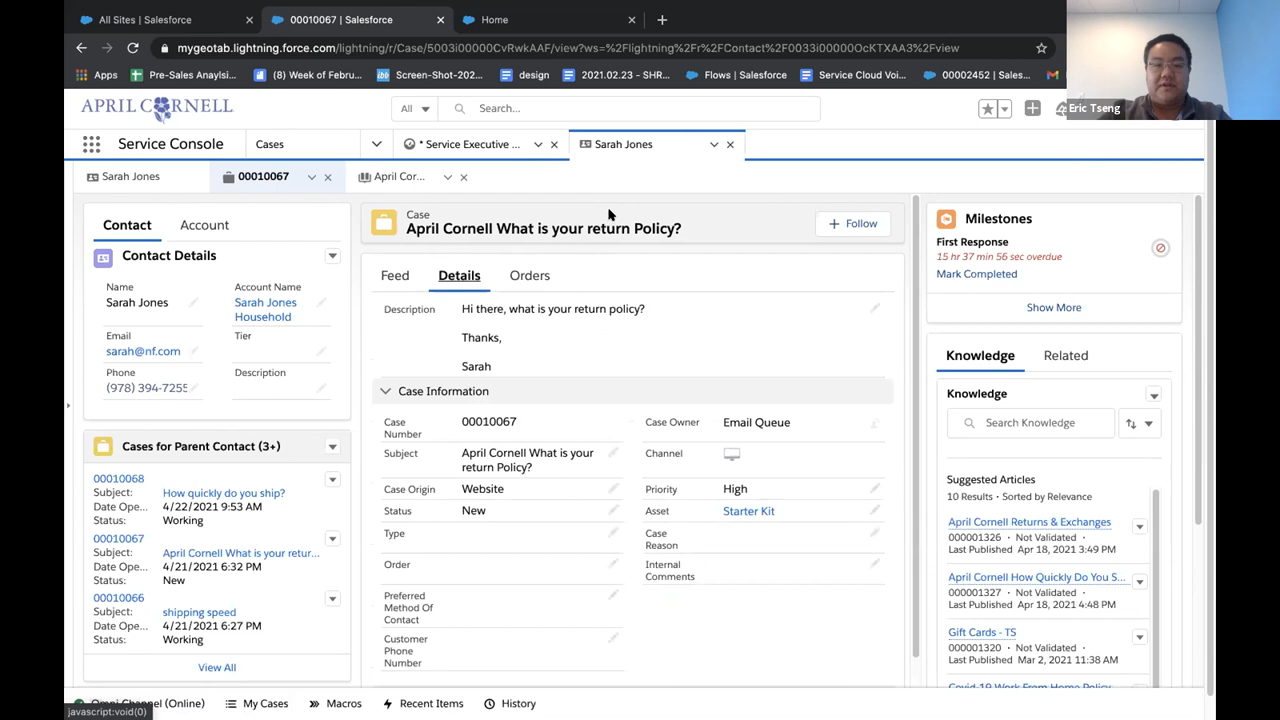 All Sites | Salesforce
00010067 | Salesforce
Home
mygeotab.lightning.force.com/lightning/r/Case/5003i00000CvRwkAAF/view?ws=%2Flightning%2Fr%2FContact%2F0033i00000OcKTXAA3%2Fview
Apps
Pre-Sales Anaylsi...
(8) Week of Febru...
ibb
Screen-Shot-202...
design
2021.02.23 - SHR...
Flows | Salesforce
Service Cloud Voi...
00002452 | Sales...
Eric Tseng
APRIL CORNELL
All
Search...
Service Console
Cases
* Service Executive ...
Sarah Jones
Sarah Jones
00010067
April Cor...
Contact
Account
Contact Details
Name
Sarah Jones
Account Name
Sarah Jones
Household
Email
sarah@nf.com
Tier
Phone
(978) 394-7255
Description
Cases for Parent Contact (3+)
00010068
Subject:
How quickly do you ship?
Date Ope...
4/22/2021 9:53 AM
Status:
Working
00010067
Subject:
April Cornell What is your retur...
Date Ope...
4/21/2021 6:32 PM
Status:
New
00010066
Subject:
shipping speed
Date Ope...
4/21/2021 6:27 PM
Status:
Working
View All
Case
April Cornell What is your return Policy?
+ Follow
Feed
Details
Orders
Description
Hi there, what is your return policy?
Thanks,
Sarah
Case Information
Case
Number
00010067
Case Owner
Email Queue
Subject
April Cornell What is your
return Policy?
Channel
Case Origin
Website
Priority
High
Status
New
Asset
Starter Kit
Type
Case
Reason
Order
Internal
Comments
Preferred
Method Of
Contact
Customer
Phone
Number
Milestones
First Response
15 hr 37 min 56 sec overdue
Mark Completed
Show More
Knowledge
Related
Knowledge
Search Knowledge
Suggested Articles
10 Results • Sorted by Relevance
April Cornell Returns & Exchanges
000001326 • Not Validated •
Last Published Apr 18, 2021 3:49 PM
April Cornell How Quickly Do You S...
000001327 • Not Validated •
Last Published Apr 18, 2021 4:48 PM
Gift Cards - TS
000001320 • Not Validated •
Last Published Mar 2, 2021 11:38 AM
Covid-19 Work From Home Policy
Omni-Channel (Online)
My Cases
Macros
Recent Items
History
javascript:void(0)